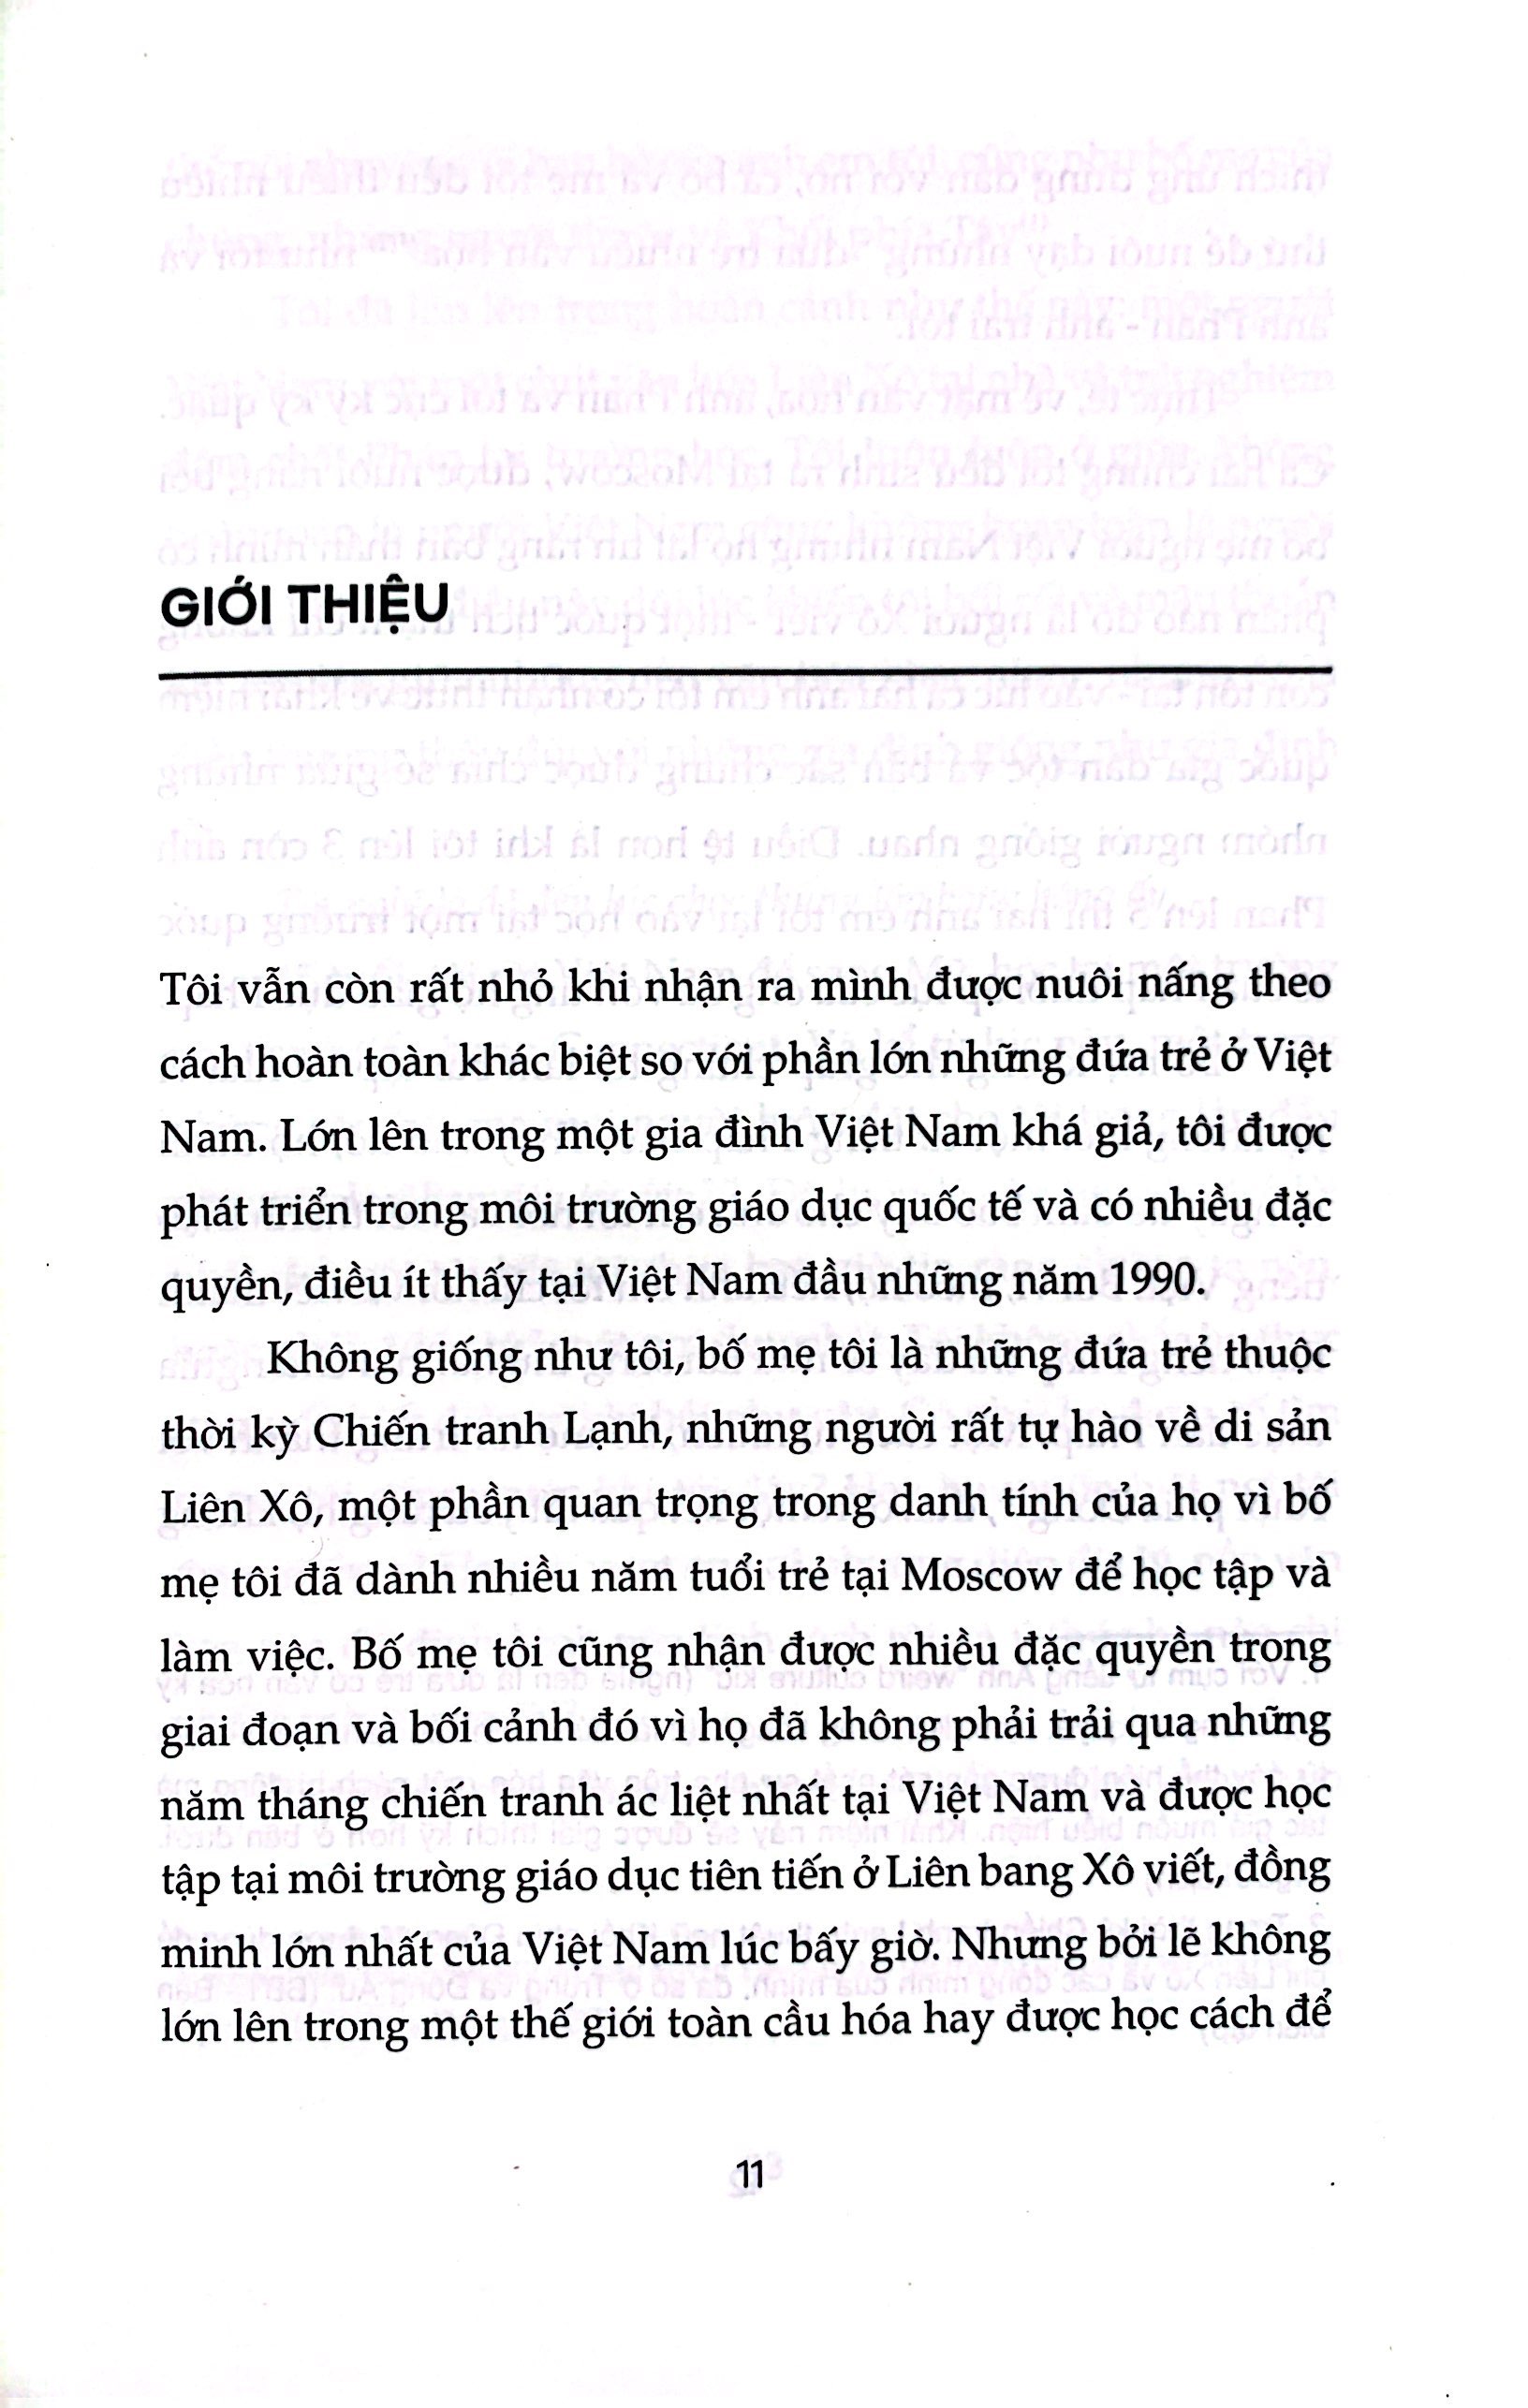 GIỚI THIỆU
Tôi vẫn còn rất nhỏ khi nhận ra mình được nuôi nấng theo
cách hoàn toàn khác biệt so với phần lớn những đứa trẻ ở Việt
Nam. Lớn lên trong một gia đình Việt Nam khá giả, tôi được
phát triển trong môi trường giáo dục quốc tế và có nhiều đặc
quyền, điều ít thấy tại Việt Nam đầu những năm 1990.
Không giống như tôi, bố mẹ tôi là những đứa trẻ thuộc
thời kỳ Chiến tranh Lạnh, những người rất tự hào về di sản
Liên Xô, một phần quan trọng trong danh tính của họ vì bố
mẹ tôi đã dành nhiều năm tuổi trẻ tại Moscow để học tập và
làm việc. Bố mẹ tôi cũng nhận được nhiều đặc quyền trong
giai đoạn và bối cảnh đó vì họ đã không phải trải qua những
năm tháng chiến tranh ác liệt nhất tại Việt Nam và được học
tập tại môi trường giáo dục tiên tiến ở Liên bang Xô viết, đồng
minh lớn nhất của Việt Nam lúc bấy giờ. Nhưng bởi lẽ không
lớn lên trong một thế giới toàn cầu hóa hay được học cách để
11